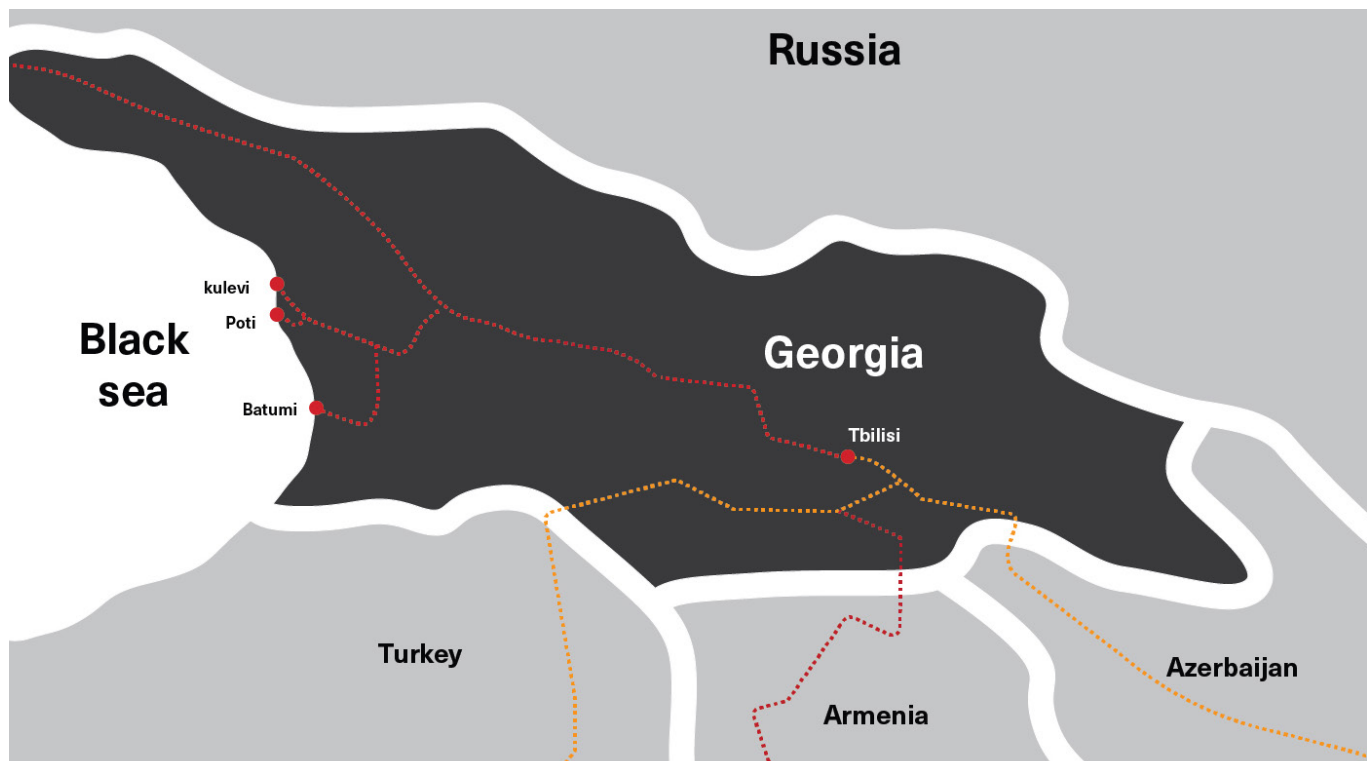 Russia
kulevi
Poti
Black
sea
Georgia
Batumi
Tbilisi
Turkey
Azerbaijan
Armenia